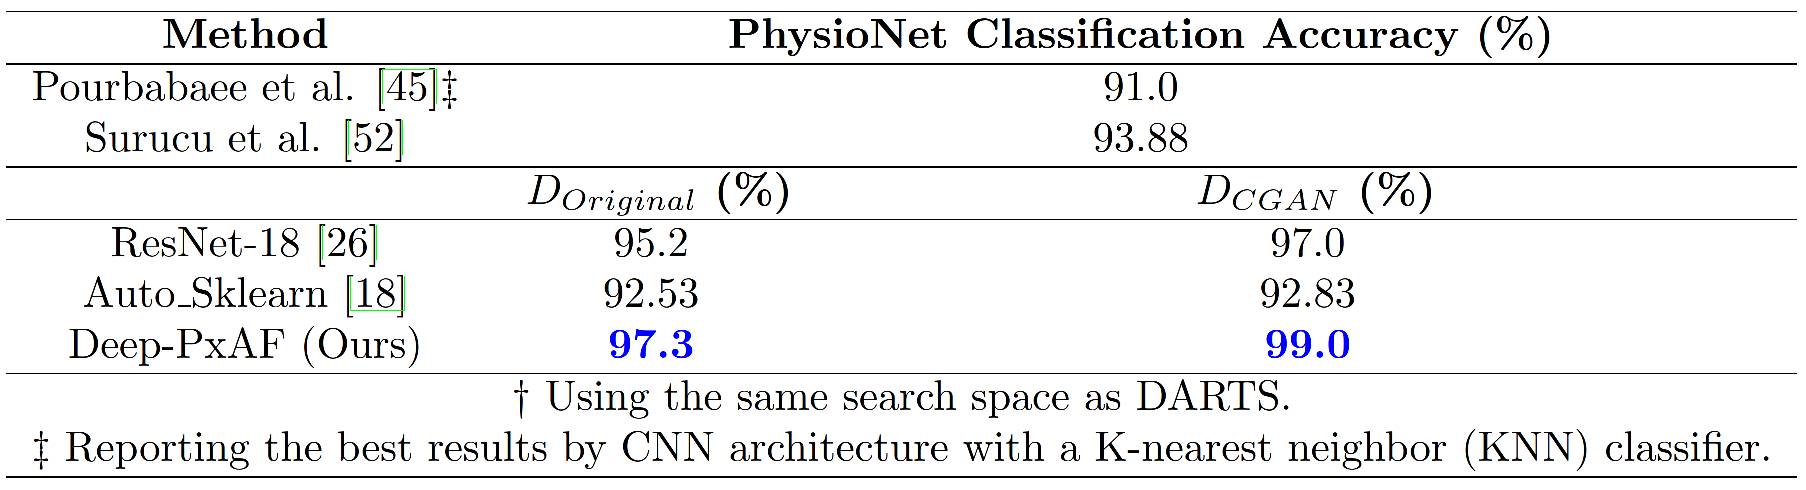 Method PhysioNet Classification Accuracy (%)
Pourbabaee et al. [45]‡ 91.0
Surucu et al. [52] 93.88
D_{Original} (%) D_{CGAN} (%)
ResNet-18 [26] 95.2 97.0
Auto_Sklearn [18] 92.53 92.83
Deep-PxAF (Ours) 97.3 99.0
† Using the same search space as DARTS.
‡ Reporting the best results by CNN architecture with a K-nearest neighbor (KNN) classifier.